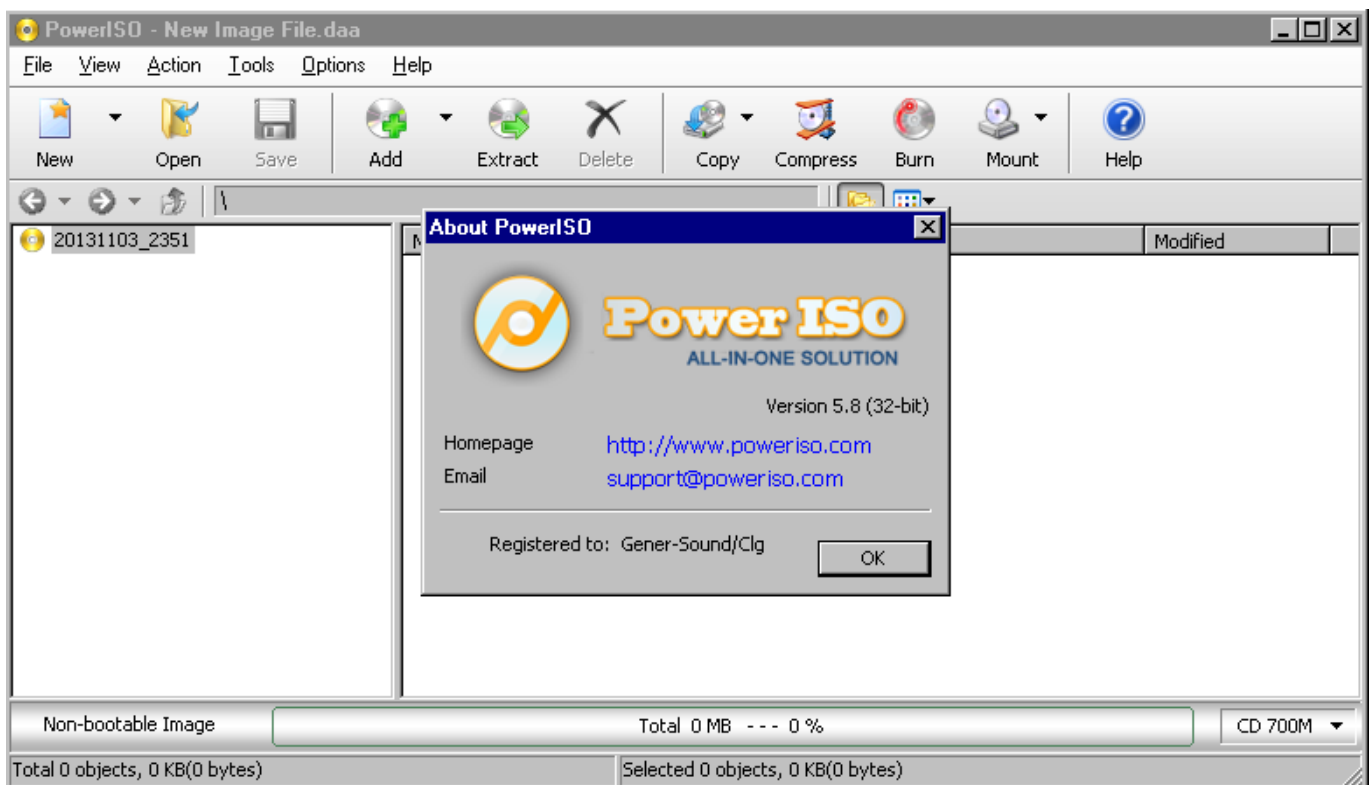 PowerISO - New Image File.daa
File View Action Tools Options Help
New Open Save Add Extract Delete Copy Compress Burn Mount Help
\
20131103_2351
Modified
About PowerISO
Power ISO
ALL-IN-ONE SOLUTION
Version 5.8 (32-bit)
Homepage http://www.poweriso.com
Email support@poweriso.com
Registered to: Gener-Sound/Clg
OK
Non-bootable Image Total 0 MB --- 0 % CD 700M
Total 0 objects, 0 KB(0 bytes) Selected 0 objects, 0 KB(0 bytes)